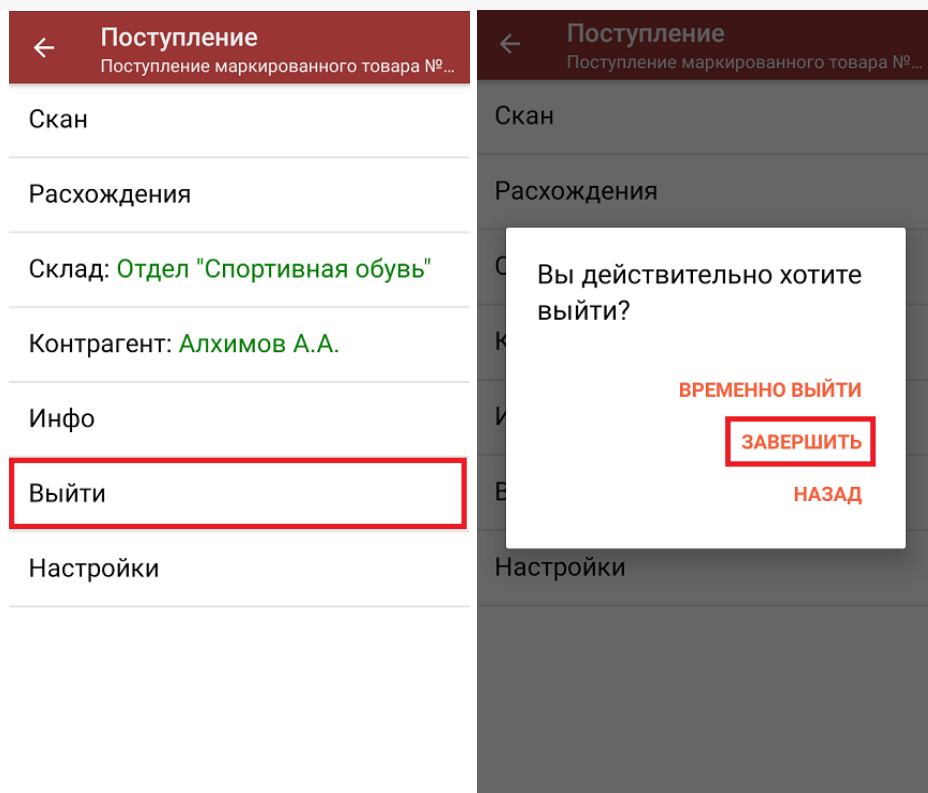 Поступление
Поступление маркированного товара №...
Скан
Расхождения
Склад: Отдел "Спортивная обувь"
Контрагент: Алхимов А.А.
Инфо
Выйти
Настройки
Поступление
Поступление маркированного товара №...
Скан
Расхождения
Вы действительно хотите
выйти?
ВРЕМЕННО ВЫЙТИ
ЗАВЕРШИТЬ
НАЗАД
Настройки